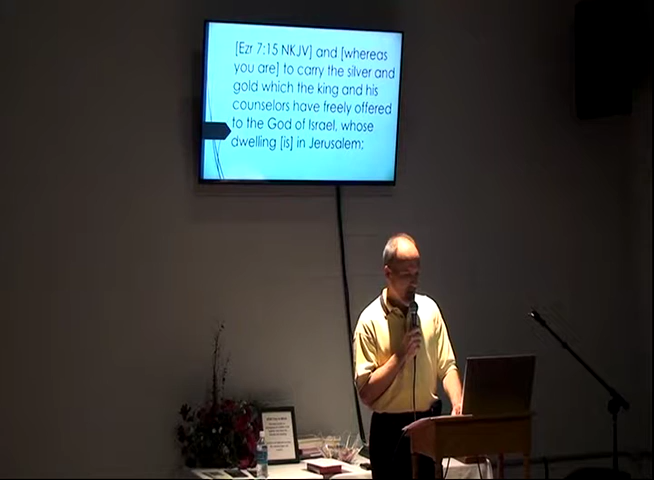 [Ezr 7:15 NKJV] and [whereas
you are] to carry the silver and
gold which the king and his
counselors have freely offered
to the God of Israel, whose
dwelling [is] in Jerusalem;